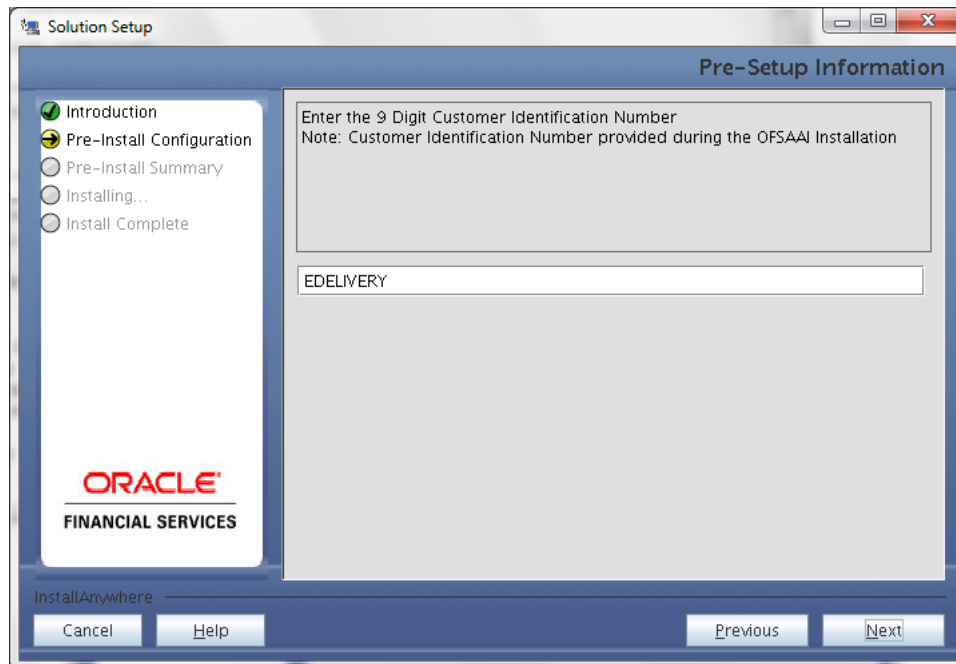 Solution Setup
Pre-Setup Information
Introduction
Pre-Install Configuration
Pre-Install Summary
Installing...
Install Complete
Enter the 9 Digit Customer Identification Number
Note: Customer Identification Number provided during the OFSAAI Installation
EDELIVERY
ORACLE
FINANCIAL SERVICES
InstallAnywhere
Cancel
Help
Previous
Next